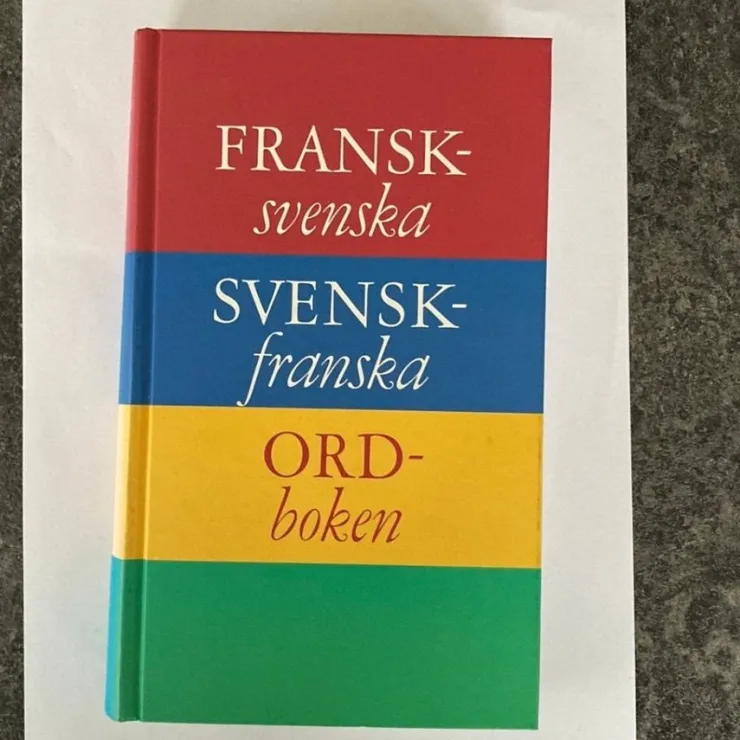 FRANSK-
svenska
SVENSK-
franska
ORD-
boken